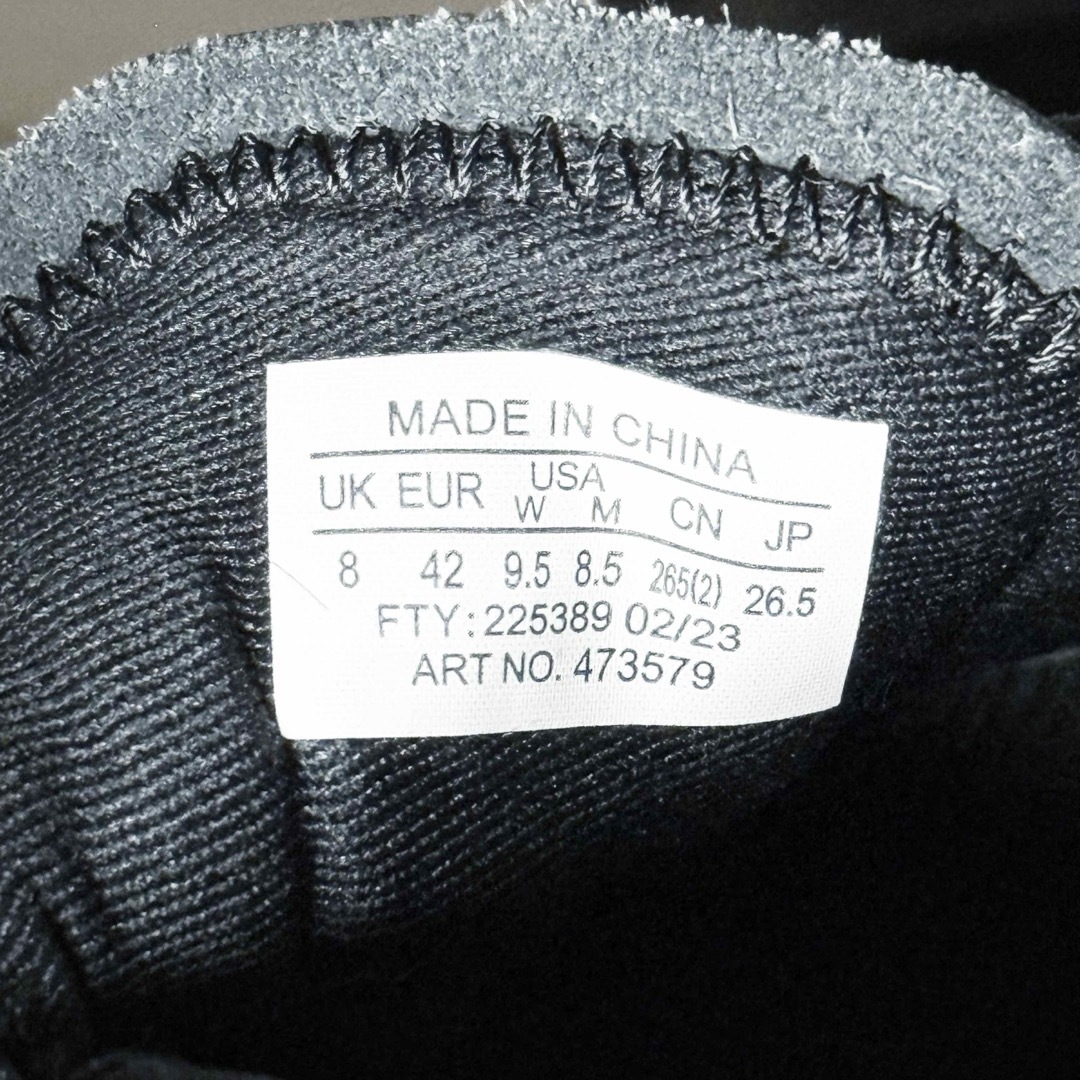 MADE IN CHINA
UK EUR USA W M CN JP
8 42 9.5 8.5 265(2) 26.5
FTY: 225389 02/23
ART NO. 473579